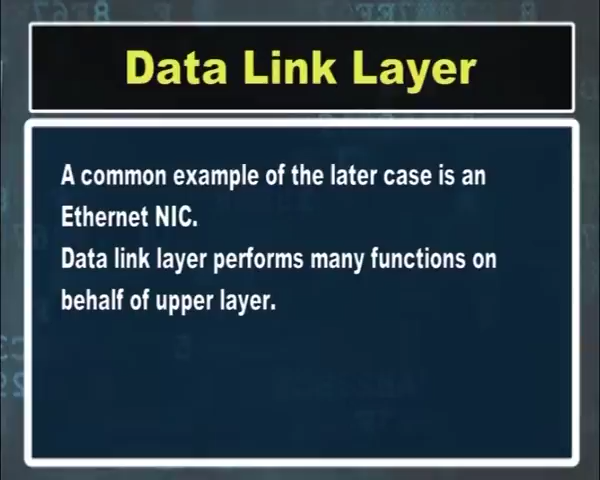 Data Link Layer
A common example of the later case is an
Ethernet NIC.
Data link layer performs many functions on
behalf of upper layer.